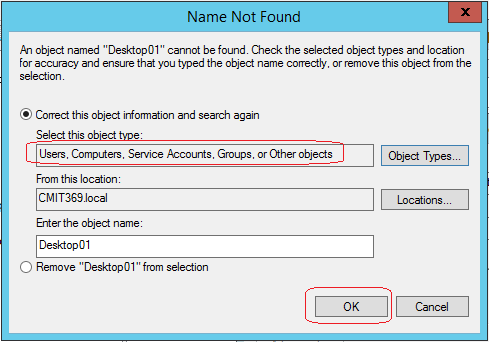 Name Not Found
x
An object named "Desktop01" cannot be found. Check the selected object types and location
for accuracy and ensure that you typed the object name correctly, or remove this object from the
selection.
Correct this object information and search again
Select this object type:
Users, Computers, Service Accounts, Groups, or Other objects
Object Types...
From this location:
CMIT369.local
Locations...
Enter the object name:
Desktop01
Remove "Desktop01" from selection
OK
Cancel